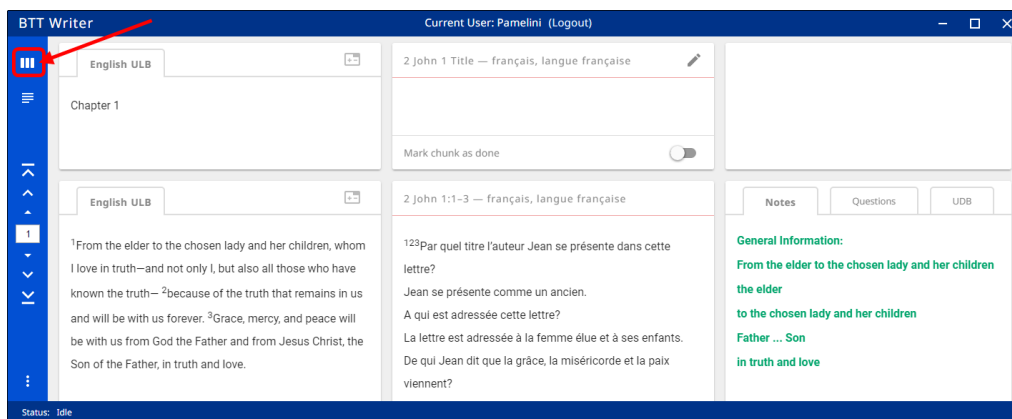 BTT Writer
Current User: Pamelini (Logout)
English ULB
Chapter 1
2 John 1 Title — français, langue française
Mark chunk as done
English ULB
¹From the elder to the chosen lady and her children, whom
I love in truth—and not only I, but also all those who have
known the truth— ²because of the truth that remains in us
and will be with us forever. ³Grace, mercy, and peace will
be with us from God the Father and from Jesus Christ, the
Son of the Father, in truth and love.
2 John 1:1–3 — français, langue française
¹²³Par quel titre l'auteur Jean se présente dans cette
lettre?
Jean se présente comme un ancien.
A qui est adressée cette lettre?
La lettre est adressée à la femme élue et à ses enfants.
De qui Jean dit que la grâce, la miséricorde et la paix
viennent?
Notes
Questions
UDB
General Information:
From the elder to the chosen lady and her children
the elder
to the chosen lady and her children
Father ... Son
in truth and love
1
Status: Idle